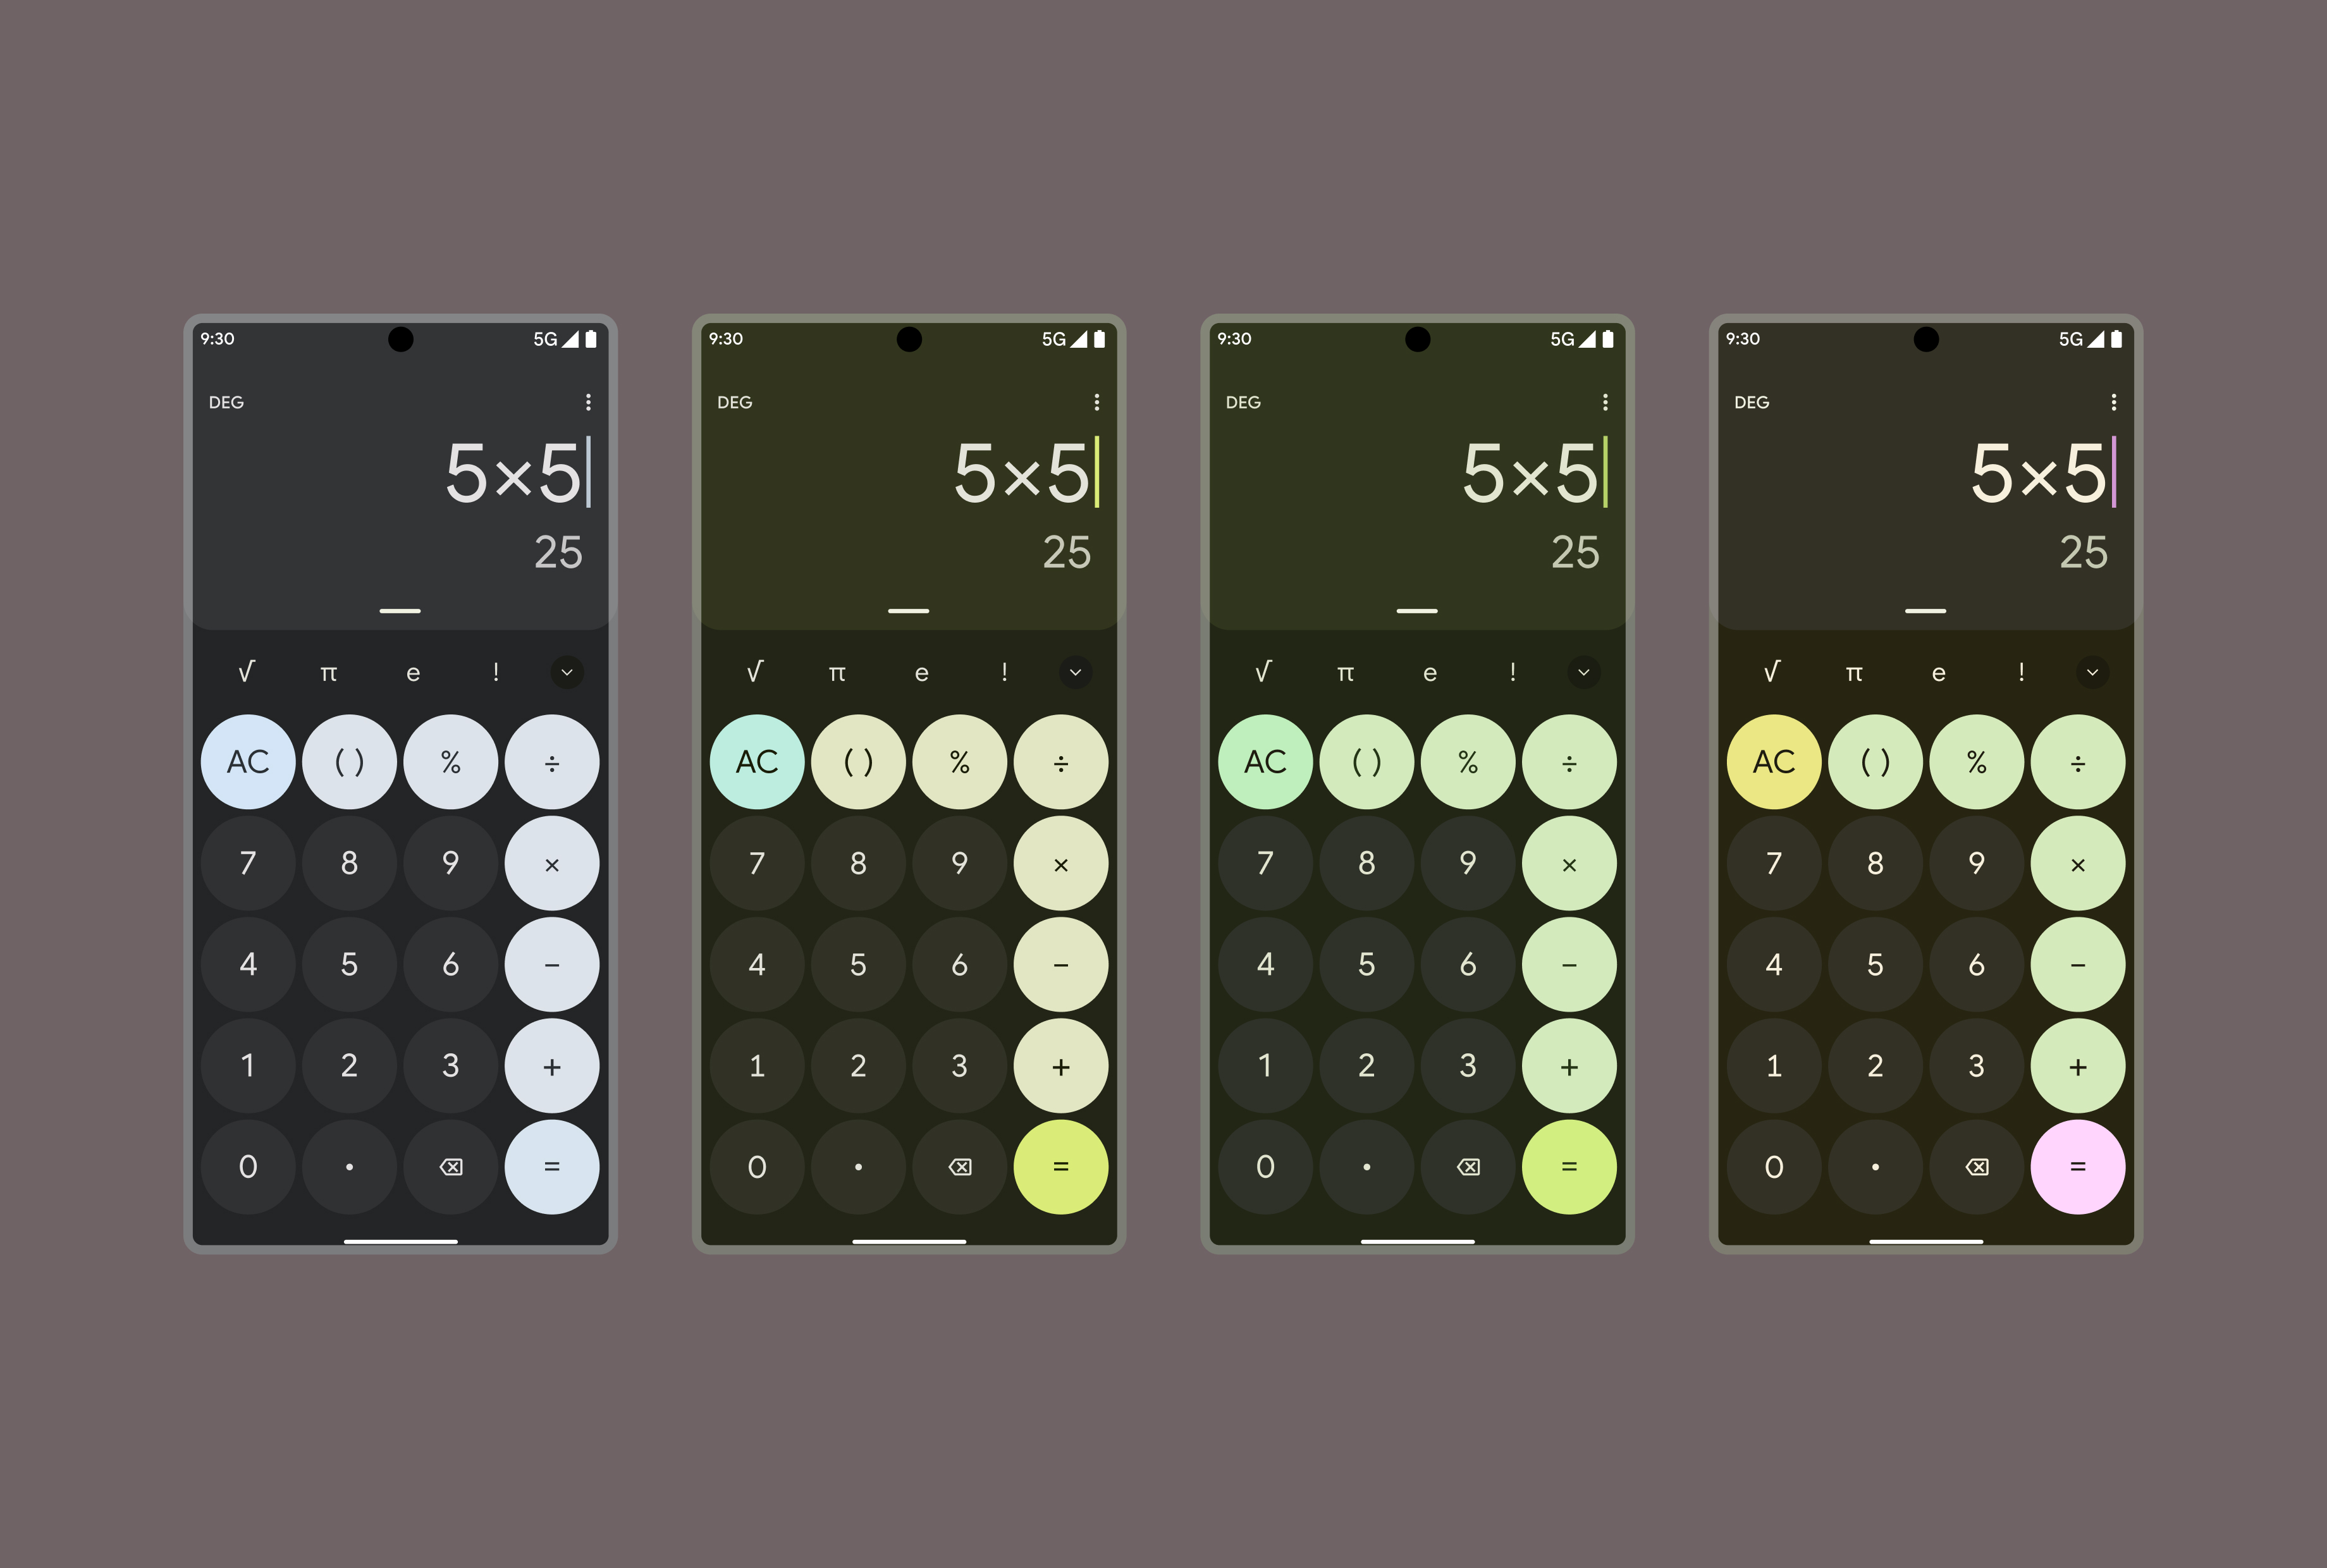 9:30 5G
DEG
5×5
25
√ π e !
AC ( ) % ÷
7 8 9 ×
4 5 6 −
1 2 3 +
0 . =
9:30 5G
DEG
5×5
25
√ π e !
AC ( ) % ÷
7 8 9 ×
4 5 6 −
1 2 3 +
0 . =
9:30 5G
DEG
5×5
25
√ π e !
AC ( ) % ÷
7 8 9 ×
4 5 6 −
1 2 3 +
0 . =
9:30 5G
DEG
5×5
25
√ π e !
AC ( ) % ÷
7 8 9 ×
4 5 6 −
1 2 3 +
0 . =